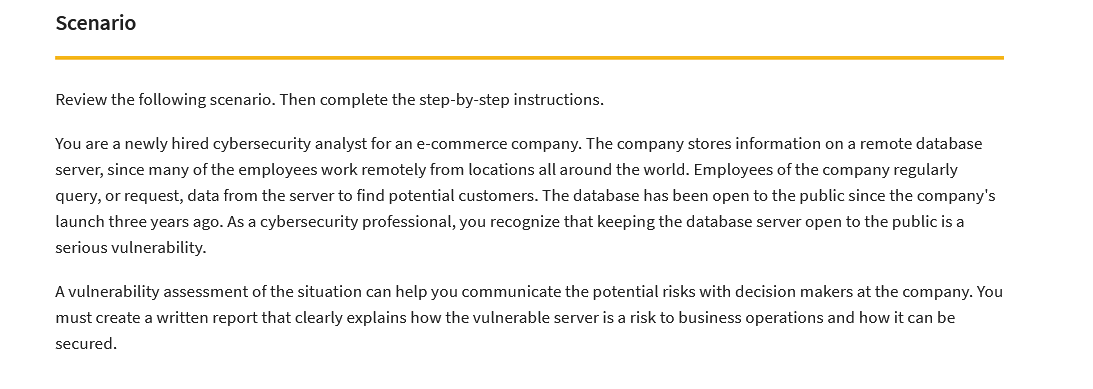 Scenario
Review the following scenario. Then complete the step-by-step instructions.
You are a newly hired cybersecurity analyst for an e-commerce company. The company stores information on a remote database
server, since many of the employees work remotely from locations all around the world. Employees of the company regularly
query, or request, data from the server to find potential customers. The database has been open to the public since the company's
launch three years ago. As a cybersecurity professional, you recognize that keeping the database server open to the public is a
serious vulnerability.
A vulnerability assessment of the situation can help you communicate the potential risks with decision makers at the company. You
must create a written report that clearly explains how the vulnerable server is a risk to business operations and how it can be
secured.